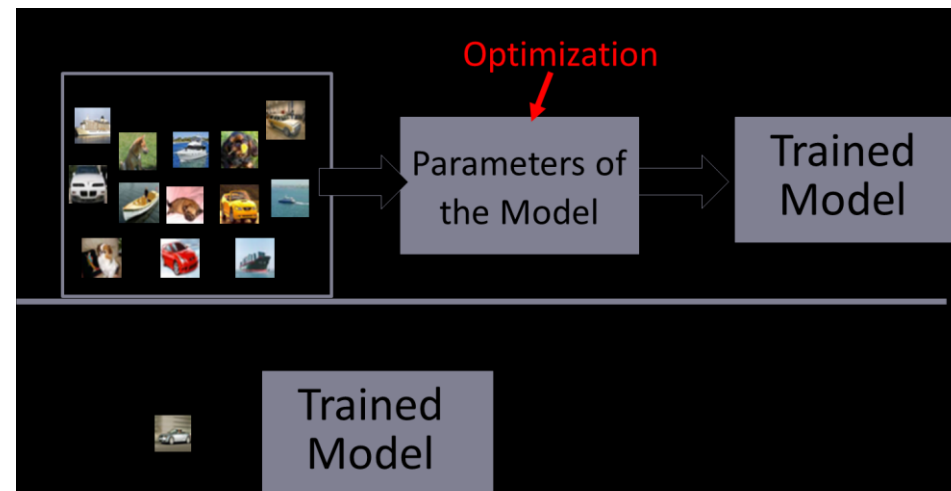 Optimization
Parameters of
the Model
Trained
Model
Trained
Model